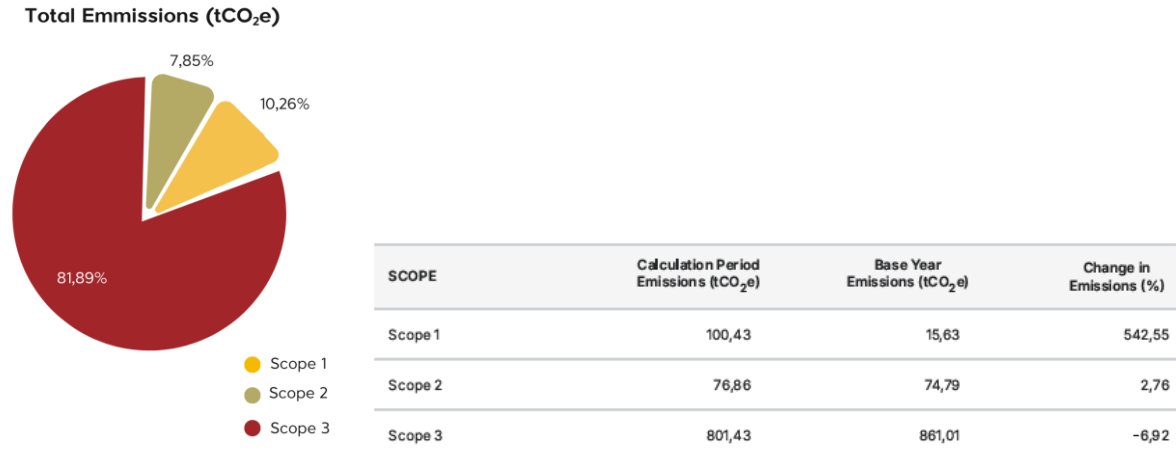 Total Emmissions (tCO₂e)
7,85%
10,26%
81,89%
Scope 1
Scope 2
Scope 3
SCOPE Calculation Period Emissions (tCO₂e) Base Year Emissions (tCO₂e) Change in Emissions (%)
Scope 1 100,43 15,63 542,55
Scope 2 76,86 74,79 2,76
Scope 3 801,43 861,01 -6,92